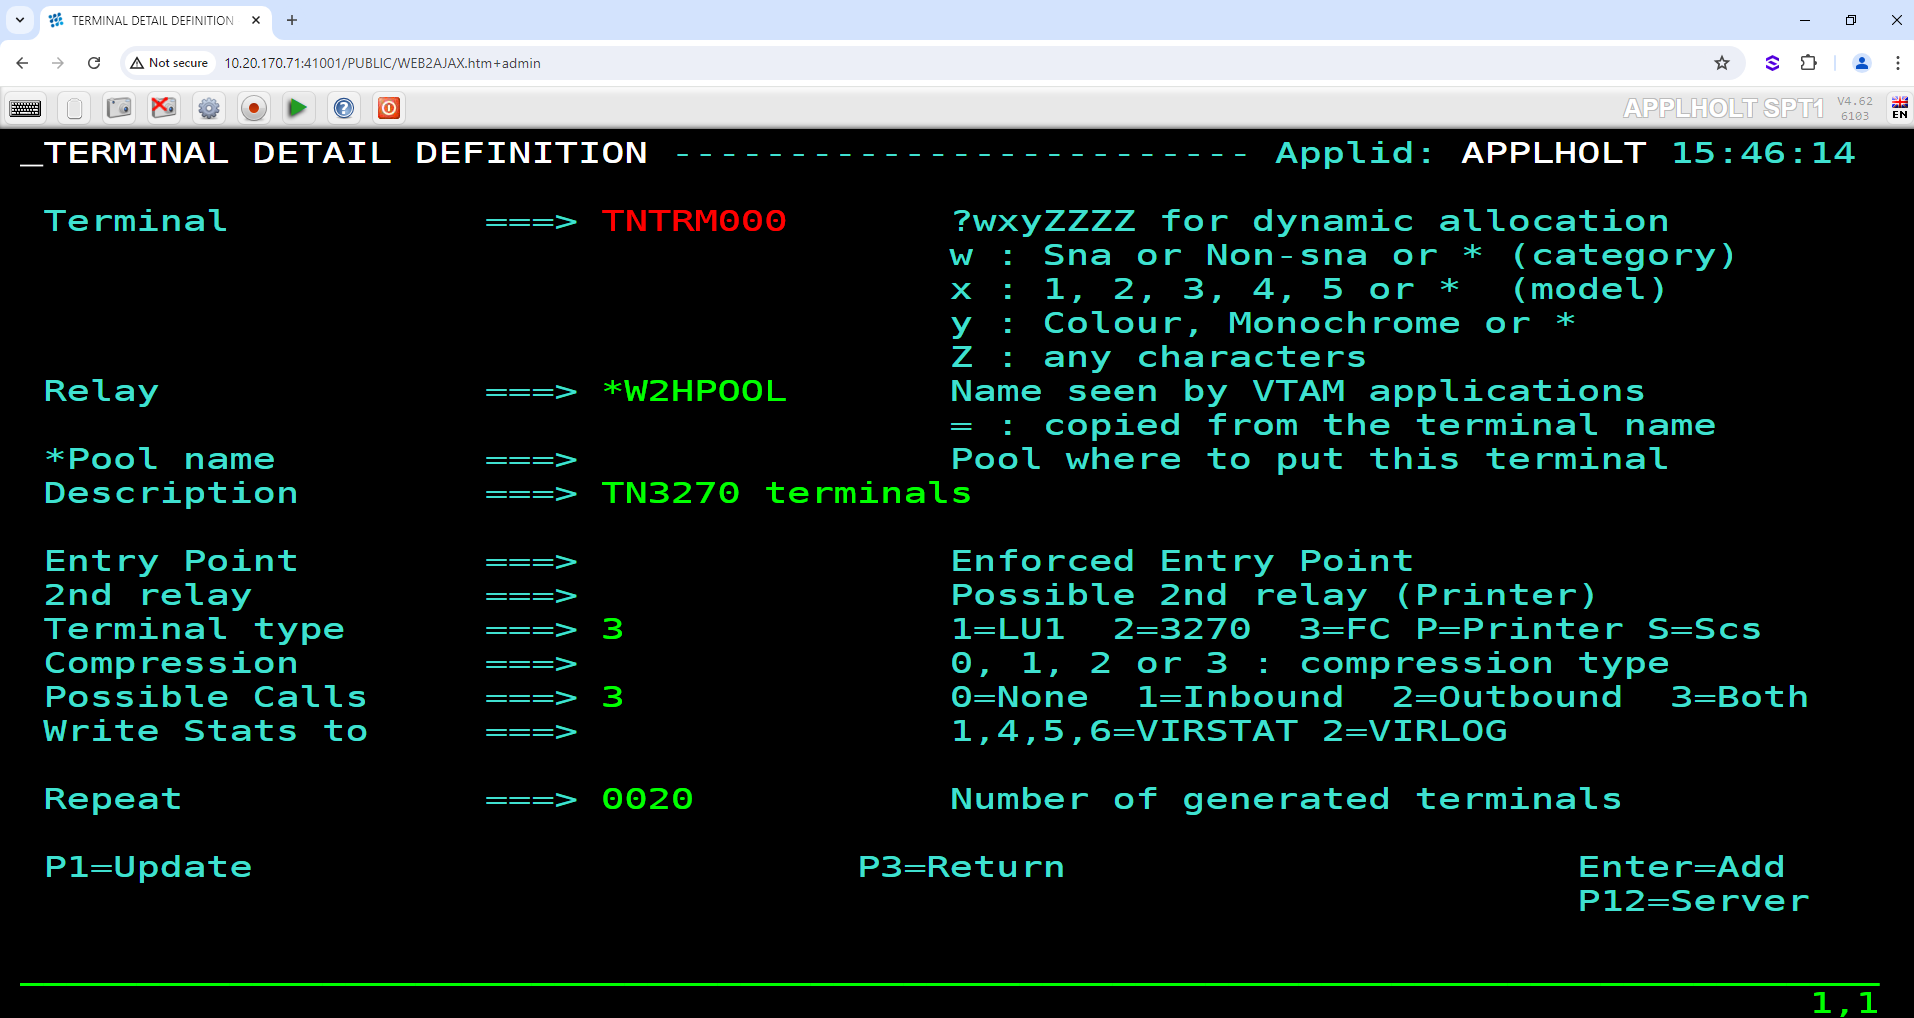 TERMINAL DETAIL DEFINITION
Not secure 10.20.170.71:41001/PUBLIC/WEB2AJAX.htm+admin
APPLHOLT SPT1 V4.62 6103 EN
_TERMINAL DETAIL DEFINITION ------------------------- Applid: APPLHOLT 15:46:14
Terminal ===> TNTRM000 ?wxyZZZZ for dynamic allocation
w : Sna or Non-sna or * (category)
x : 1, 2, 3, 4, 5 or * (model)
y : Colour, Monochrome or *
Z : any characters
Relay ===> *W2HPOOL Name seen by VTAM applications
= : copied from the terminal name
*Pool name ===> Pool where to put this terminal
Description ===> TN3270 terminals
Entry Point ===> Enforced Entry Point
2nd relay ===> Possible 2nd relay (Printer)
Terminal type ===> 3 1=LU1 2=3270 3=FC P=Printer S=Scs
Compression ===> 0, 1, 2 or 3 : compression type
Possible Calls ===> 3 0=None 1=Inbound 2=Outbound 3=Both
Write Stats to ===> 1,4,5,6=VIRSTAT 2=VIRLOG
Repeat ===> 0020 Number of generated terminals
P1=Update P3=Return Enter=Add
P12=Server
1,1